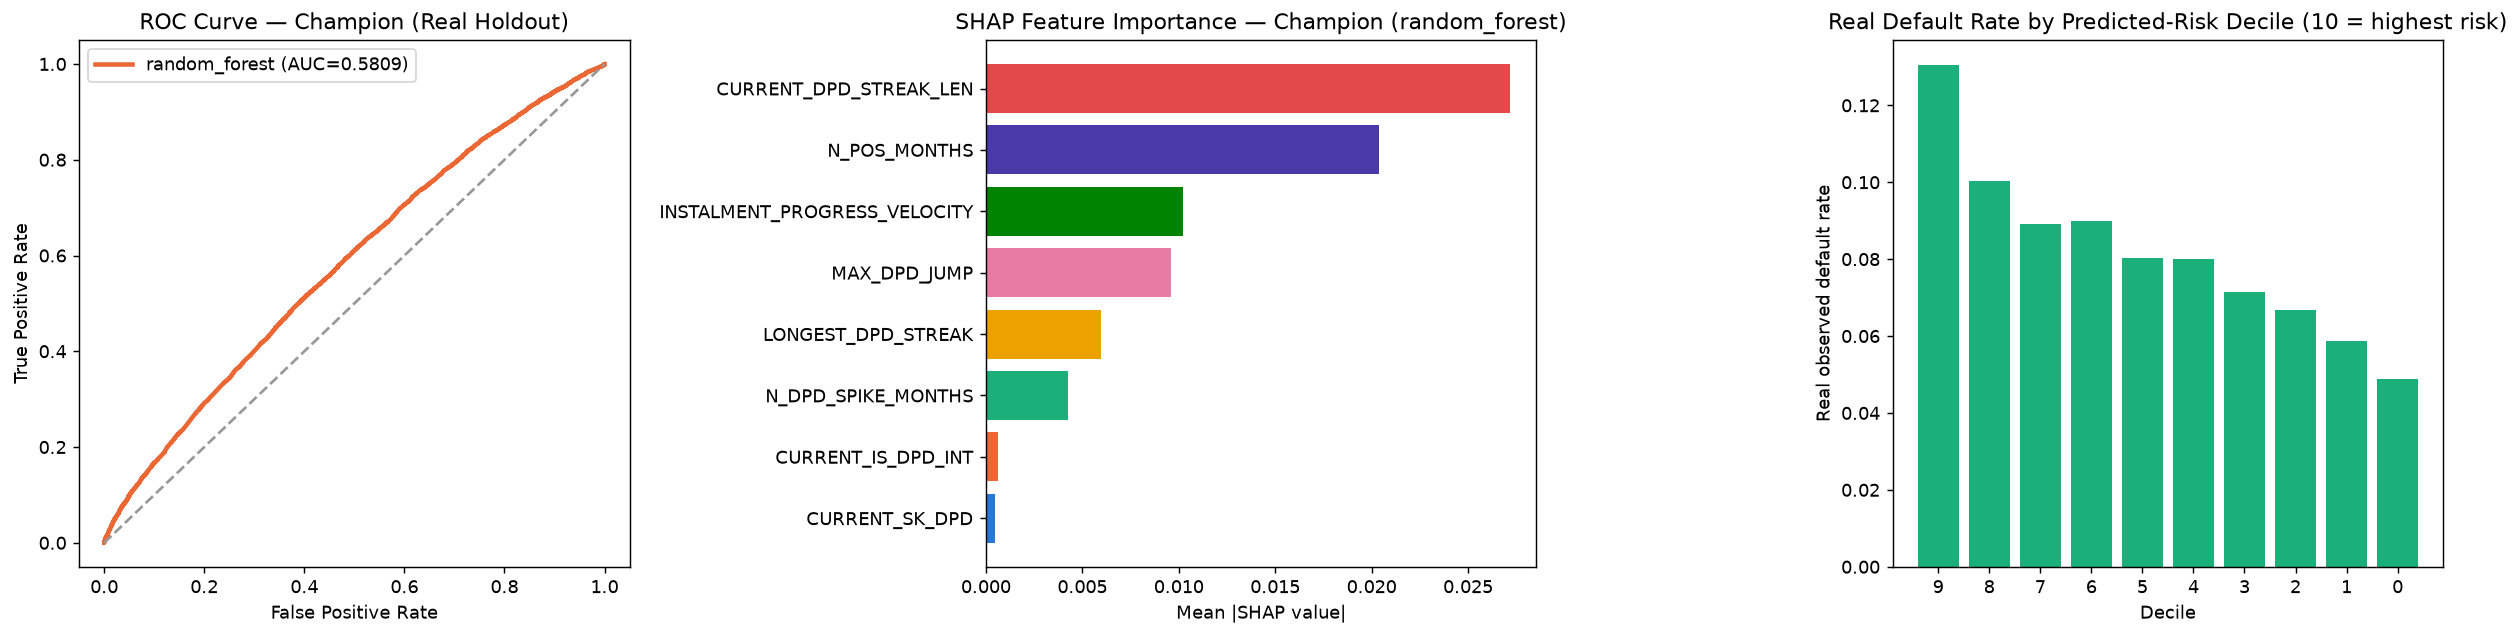 ROC Curve — Champion (Real Holdout)
random_forest (AUC=0.5809)
1.0
0.8
0.6
0.4
0.2
0.0
True Positive Rate
0.0 0.2 0.4 0.6 0.8 1.0
False Positive Rate
SHAP Feature Importance — Champion (random_forest)
CURRENT_DPD_STREAK_LEN
N_POS_MONTHS
INSTALMENT_PROGRESS_VELOCITY
MAX_DPD_JUMP
LONGEST_DPD_STREAK
N_DPD_SPIKE_MONTHS
CURRENT_IS_DPD_INT
CURRENT_SK_DPD
0.000 0.005 0.010 0.015 0.020 0.025
Mean |SHAP value|
Real Default Rate by Predicted-Risk Decile (10 = highest risk)
0.12
0.10
0.08
0.06
0.04
0.02
0.00
Real observed default rate
9 8 7 6 5 4 3 2 1 0
Decile